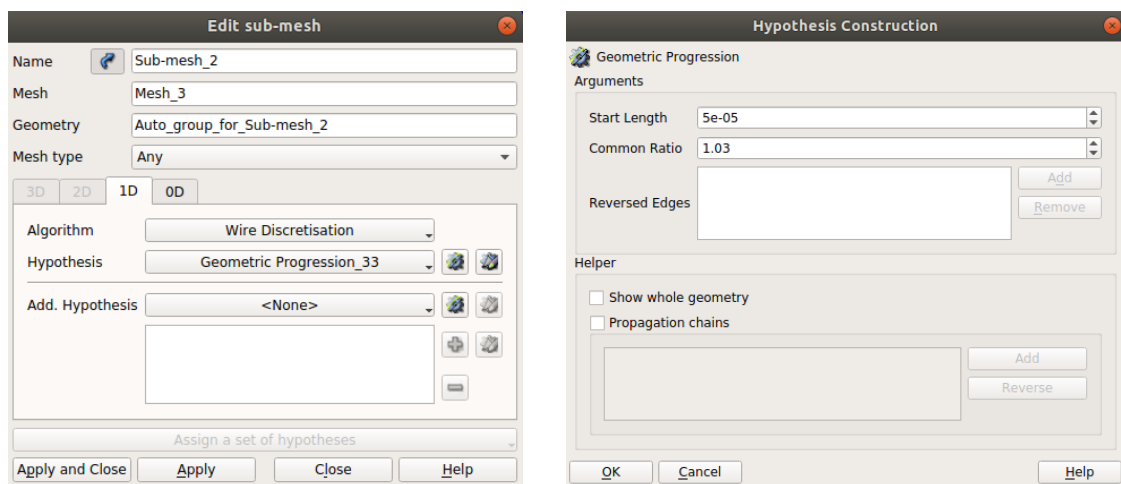 Edit sub-mesh
Name Sub-mesh_2
Mesh Mesh_3
Geometry Auto_group_for_Sub-mesh_2
Mesh type Any
3D 2D 1D 0D
Algorithm Wire Discretisation
Hypothesis Geometric Progression_33
Add. Hypothesis <None>
Assign a set of hypotheses
Apply and Close Apply Close Help
Hypothesis Construction
Geometric Progression
Arguments
Start Length 5e-05
Common Ratio 1.03
Reversed Edges
Add
Remove
Helper
Show whole geometry
Propagation chains
Add
Reverse
OK Cancel Help